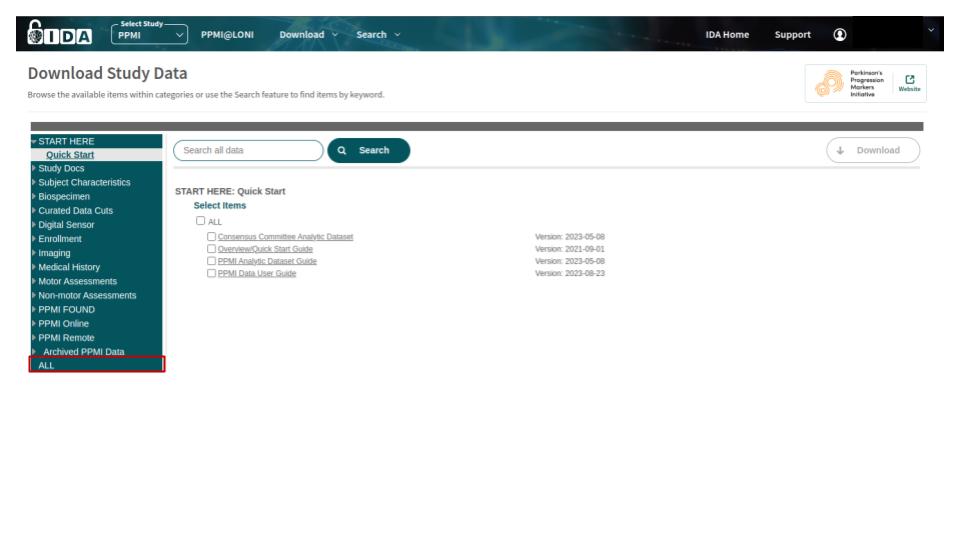 IDA
Select Study
PPMI
PPMI@LONI
Download
Search
IDA Home
Support
Download Study Data
Browse the available items within categories or use the Search feature to find items by keyword.
Parkinson's
Progression
Markers
Initiative
Website
START HERE
Quick Start
Study Docs
Subject Characteristics
Biospecimen
Curated Data Cuts
Digital Sensor
Enrollment
Imaging
Medical History
Motor Assessments
Non-motor Assessments
PPMI FOUND
PPMI Online
PPMI Remote
Archived PPMI Data
ALL
Search all data
Search
Download
START HERE: Quick Start
Select Items
ALL
Consensus Committee Analytic Dataset Version: 2023-05-08
Overview/Quick Start Guide Version: 2021-09-01
PPMI Analytic Dataset Guide Version: 2023-05-08
PPMI Data User Guide Version: 2023-08-23